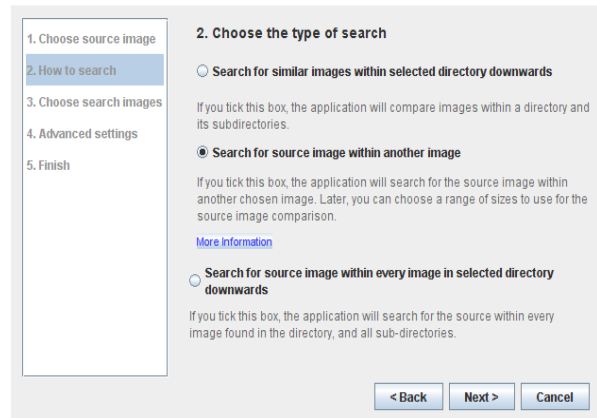 1. Choose source image
2. How to search
3. Choose search images
4. Advanced settings
5. Finish
2. Choose the type of search
Search for similar images within selected directory downwards
If you tick this box, the application will compare images within a directory and
its subdirectories.
Search for source image within another image
If you tick this box, the application will search for the source image within
another chosen image. Later, you can choose a range of sizes to use for the
source image comparison.
More Information
Search for source image within every image in selected directory
downwards
If you tick this box, the application will search for the source within every
image found in the directory, and all sub-directories.
< Back
Next >
Cancel